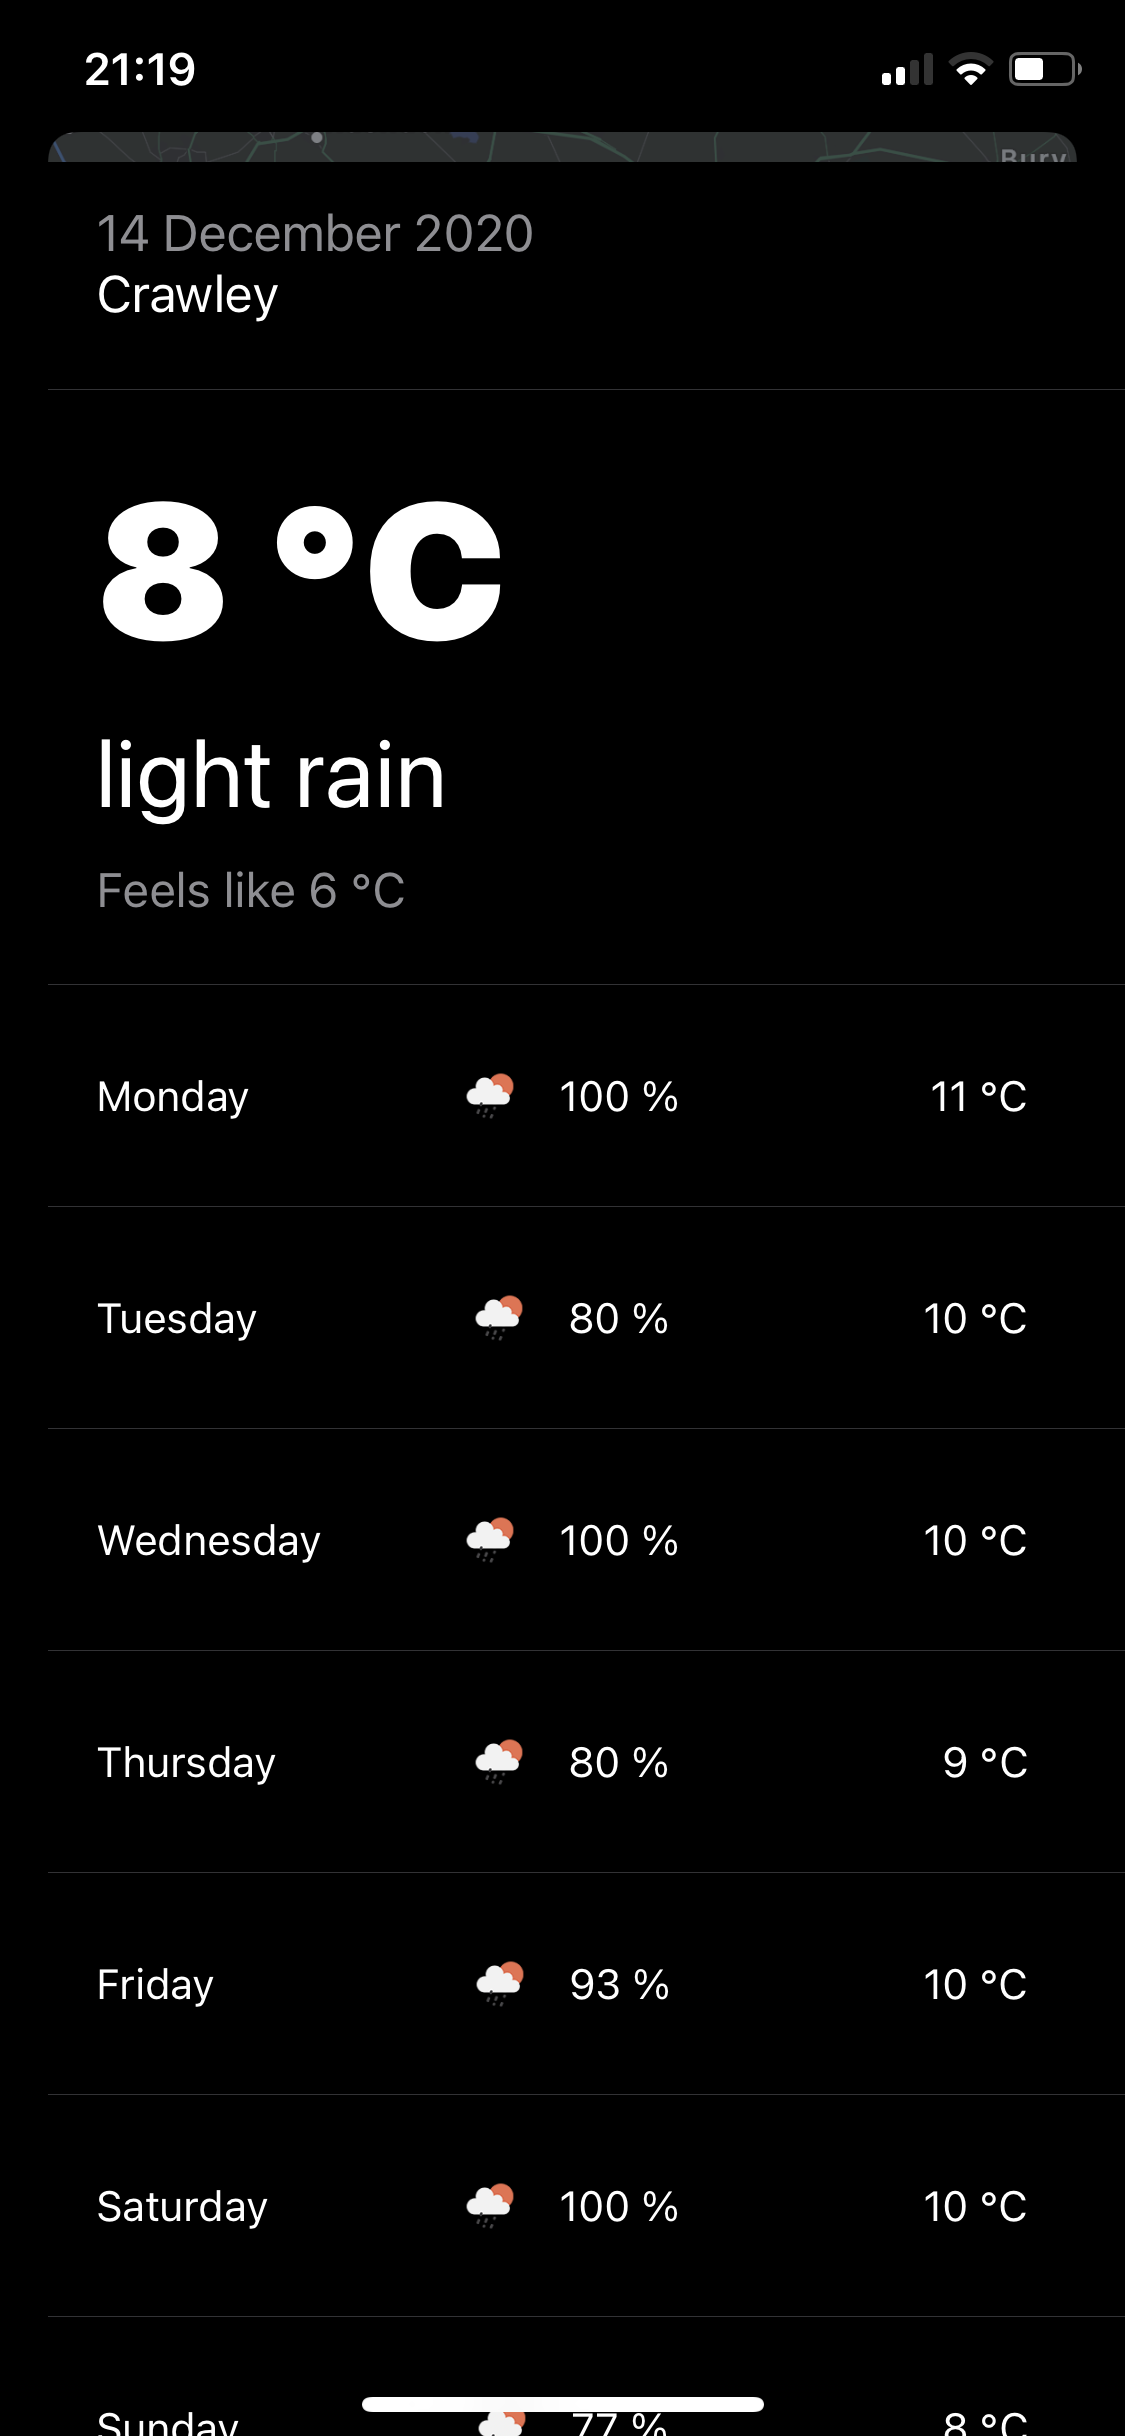 21:19
Bury
14 December 2020
Crawley
8 °C
light rain
Feels like 6 °C
Monday 100 % 11 °C
Tuesday 80 % 10 °C
Wednesday 100 % 10 °C
Thursday 80 % 9 °C
Friday 93 % 10 °C
Saturday 100 % 10 °C
Sunday 77 % 8 °C